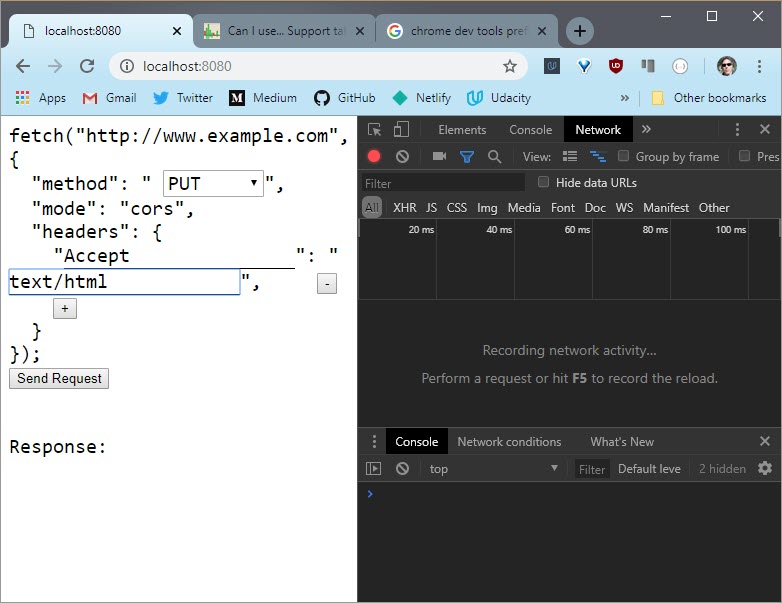 localhost:8080
Can I use... Support tal
chrome dev tools pref
localhost:8080
Apps
Gmail
Twitter
Medium
GitHub
Netlify
Udacity
»
Other bookmarks
fetch("http://www.example.com",
{
"method": " PUT ",
"mode": "cors",
"headers": {
"Accept ": "
text/html ",
-
+
}
});
Send Request
Response:
Elements Console Network »
View: Group by frame Pres
Filter Hide data URLs
All XHR JS CSS Img Media Font Doc WS Manifest Other
20 ms 40 ms 60 ms 80 ms 100 ms
Recording network activity...
Perform a request or hit F5 to record the reload.
Console Network conditions What's New
top Filter Default leve 2 hidden
›